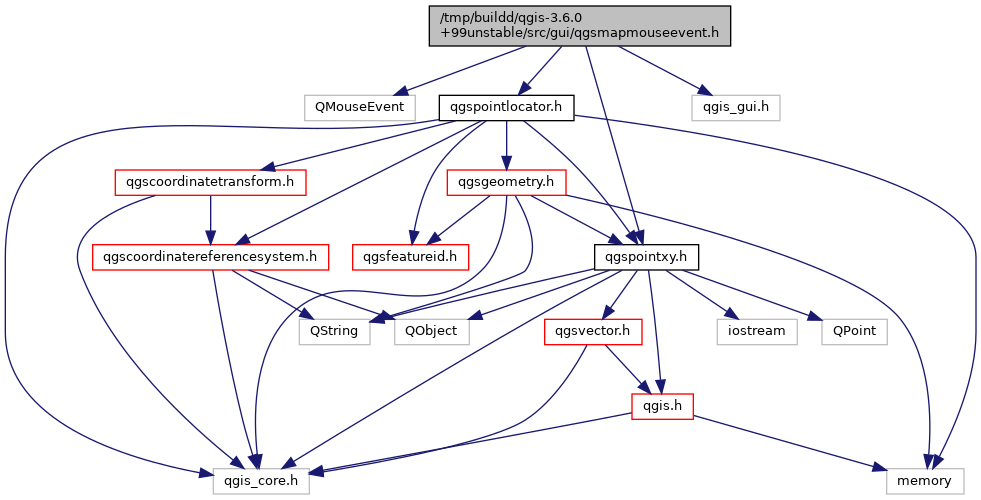 /tmp/buildd/qgis-3.6.0
+99unstable/src/gui/qgsmapmouseevent.h
QMouseEvent
qgspointlocator.h
qgis_gui.h
qgscoordinatetransform.h
qgsgeometry.h
qgscoordinatereferencesystem.h
qgsfeatureid.h
qgspointxy.h
QString
QObject
qgsvector.h
iostream
QPoint
qgis.h
qgis_core.h
memory